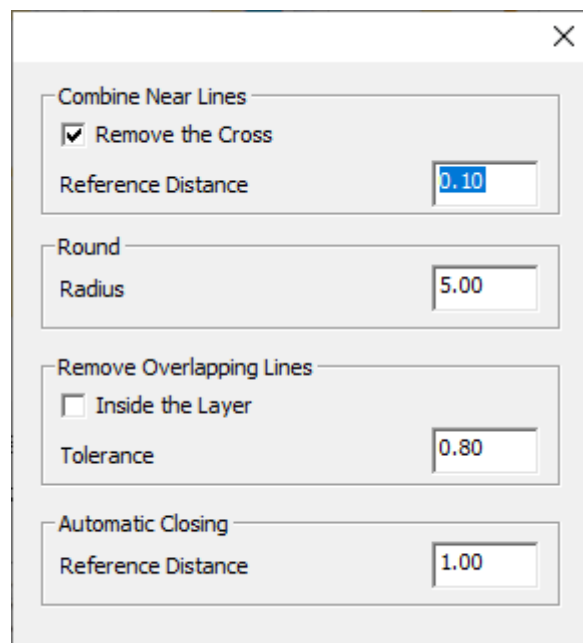 Combine Near Lines
Remove the Cross
Reference Distance 0.10
Round
Radius 5.00
Remove Overlapping Lines
Inside the Layer
Tolerance 0.80
Automatic Closing
Reference Distance 1.00